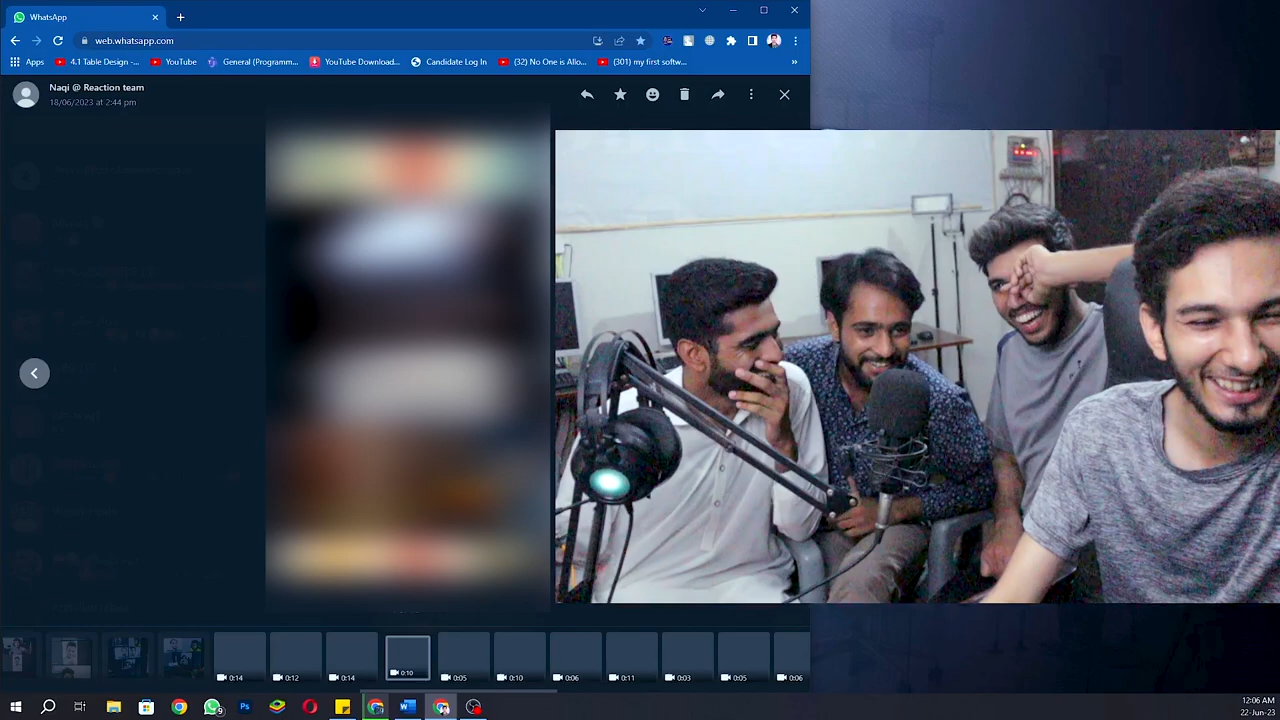 WhatsApp
web.whatsapp.com
Apps
4.1 Table Design -...
YouTube
General (Programm...
YouTube Download...
Candidate Log In
(32) No One is Allo...
(301) my first softw...
»
Naqi @ Reaction team
18/06/2023 at 2:44 pm
0:14
0:12
0:14
0:10
0:05
0:10
0:06
0:11
0:03
0:05
0:06
9
Ps
W
12:06 AM
22-Jun-23